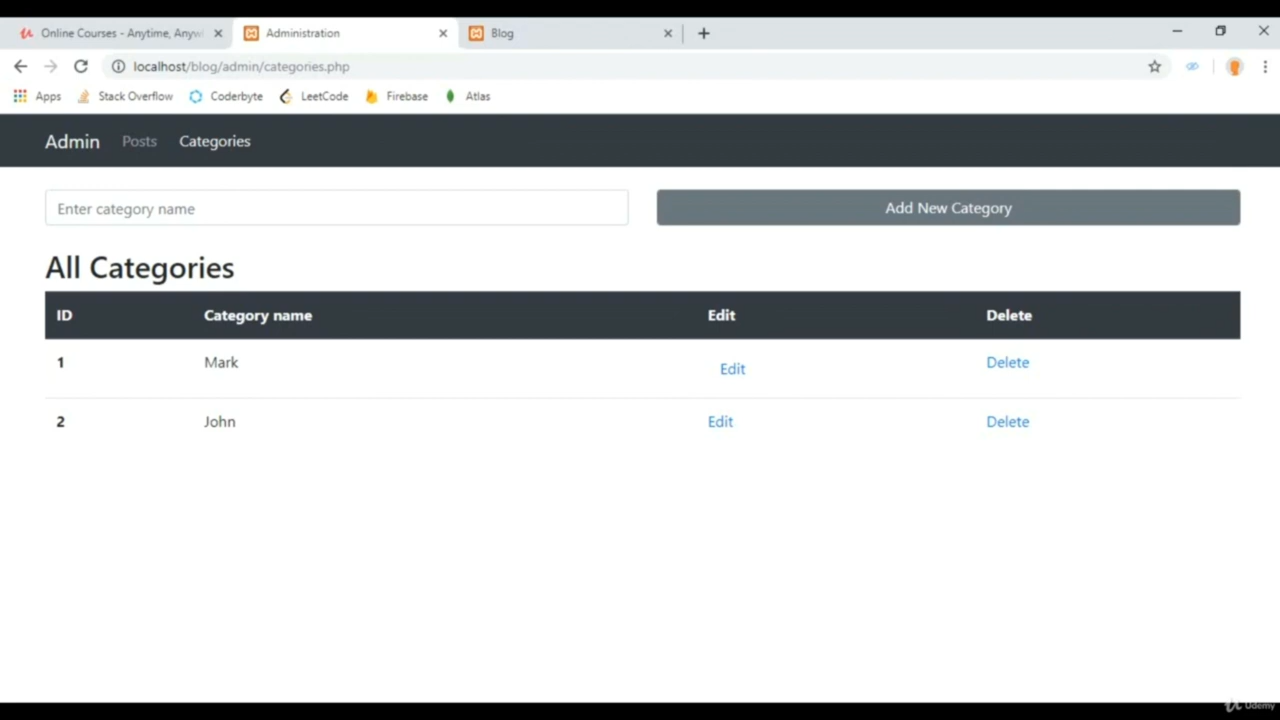 Online Courses - Anytime, Anyw
Administration
Blog
localhost/blog/admin/categories.php
Apps
Stack Overflow
Coderbyte
LeetCode
Firebase
Atlas
Admin
Posts
Categories
Enter category name
Add New Category
All Categories
ID Category name Edit Delete
1 Mark Edit Delete
2 John Edit Delete
Udemy